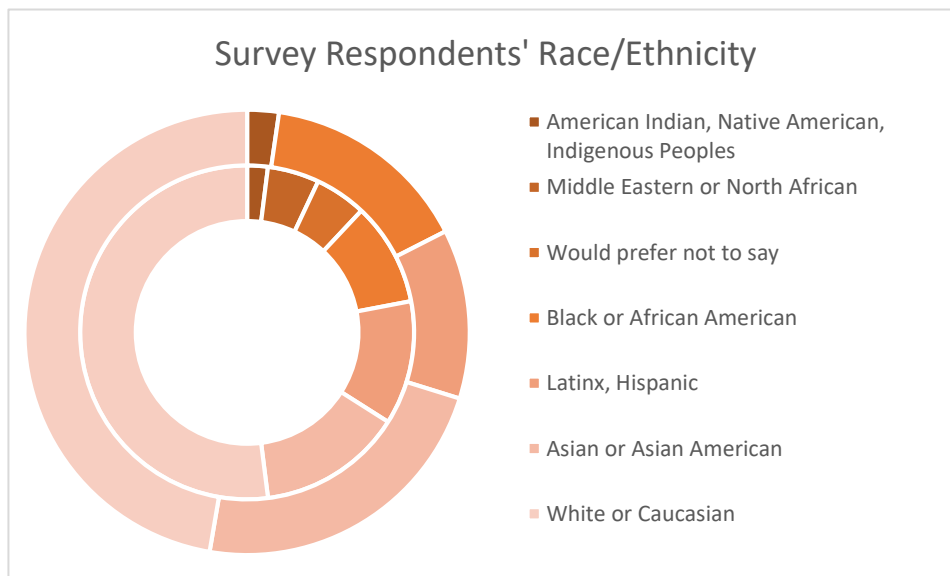 Survey Respondents' Race/Ethnicity
American Indian, Native American,
Indigenous Peoples
Middle Eastern or North African
Would prefer not to say
Black or African American
Latinx, Hispanic
Asian or Asian American
White or Caucasian